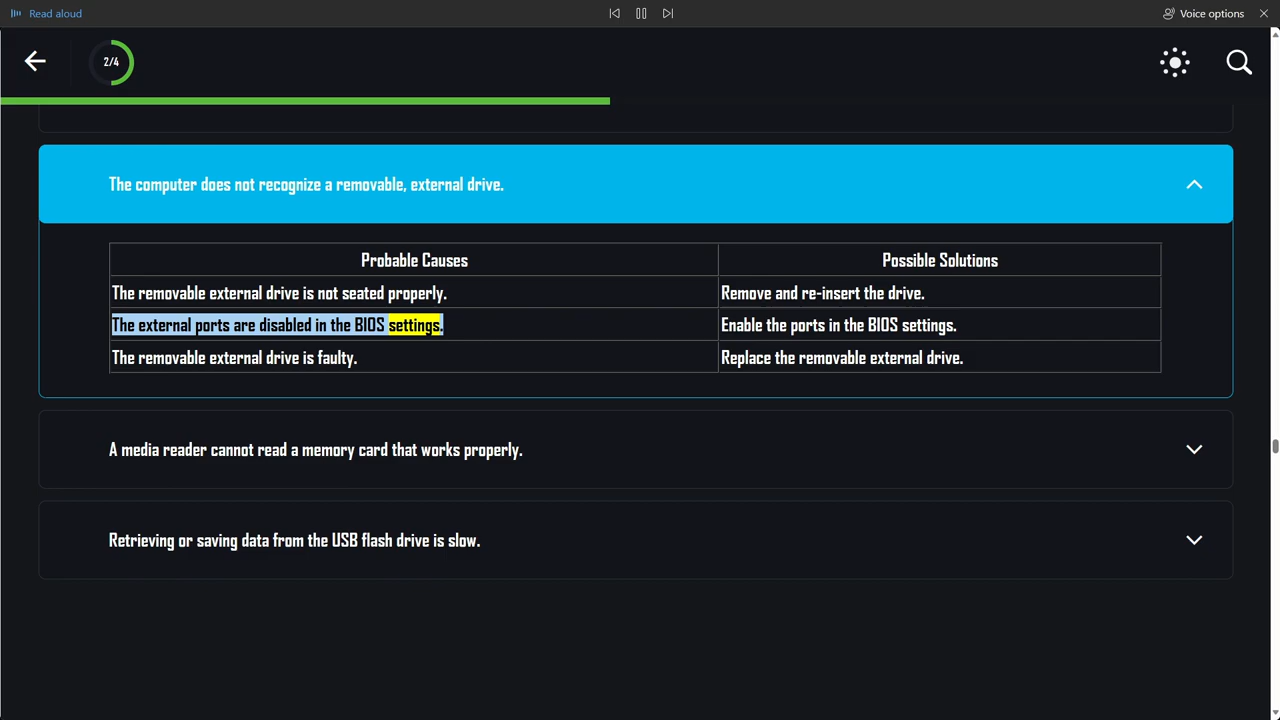 Read aloud
Voice options
2/4
The computer does not recognize a removable, external drive.
Probable Causes
Possible Solutions
The removable external drive is not seated properly.
Remove and re-insert the drive.
The external ports are disabled in the BIOS settings.
Enable the ports in the BIOS settings.
The removable external drive is faulty.
Replace the removable external drive.
A media reader cannot read a memory card that works properly.
Retrieving or saving data from the USB flash drive is slow.